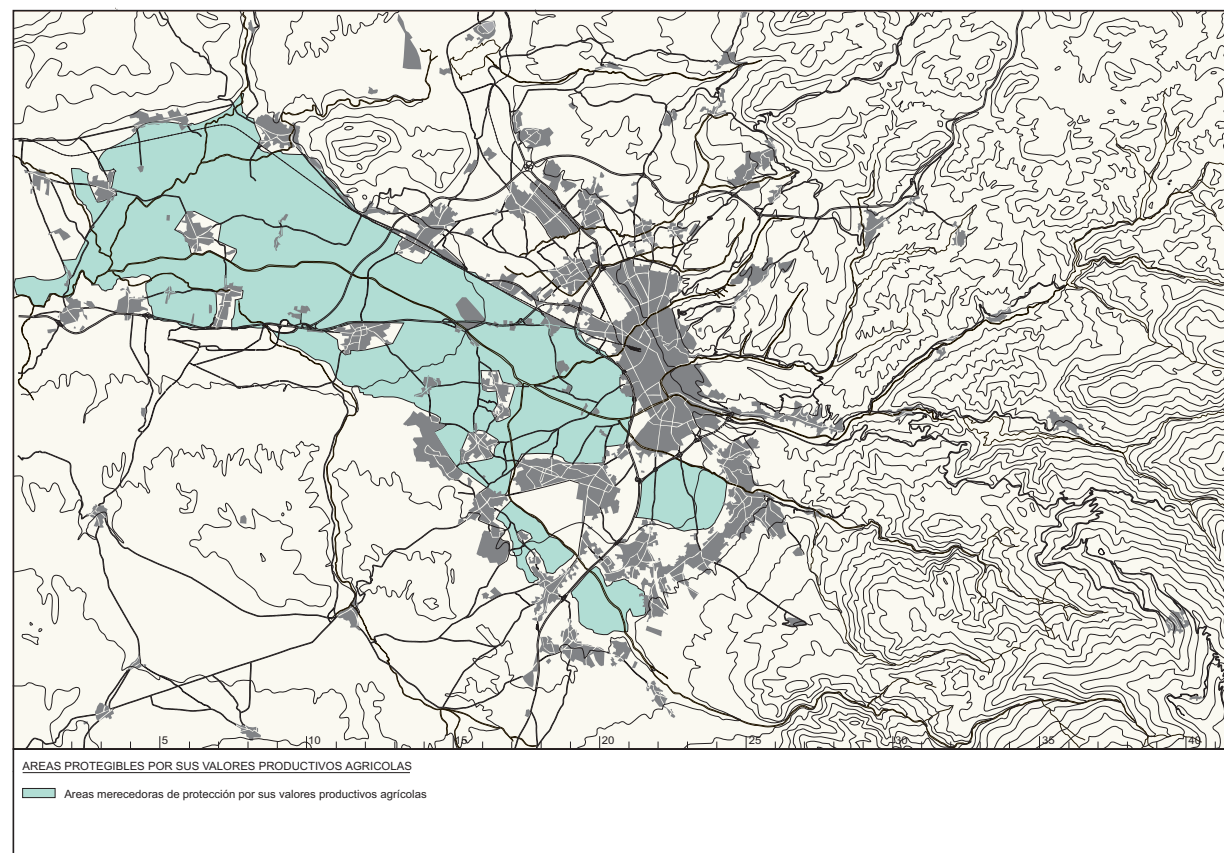 5 10 15 20 25 30 35 40
AREAS PROTEGIBLES POR SUS VALORES PRODUCTIVOS AGRICOLAS
Areas merecedoras de protección por sus valores productivos agrícolas